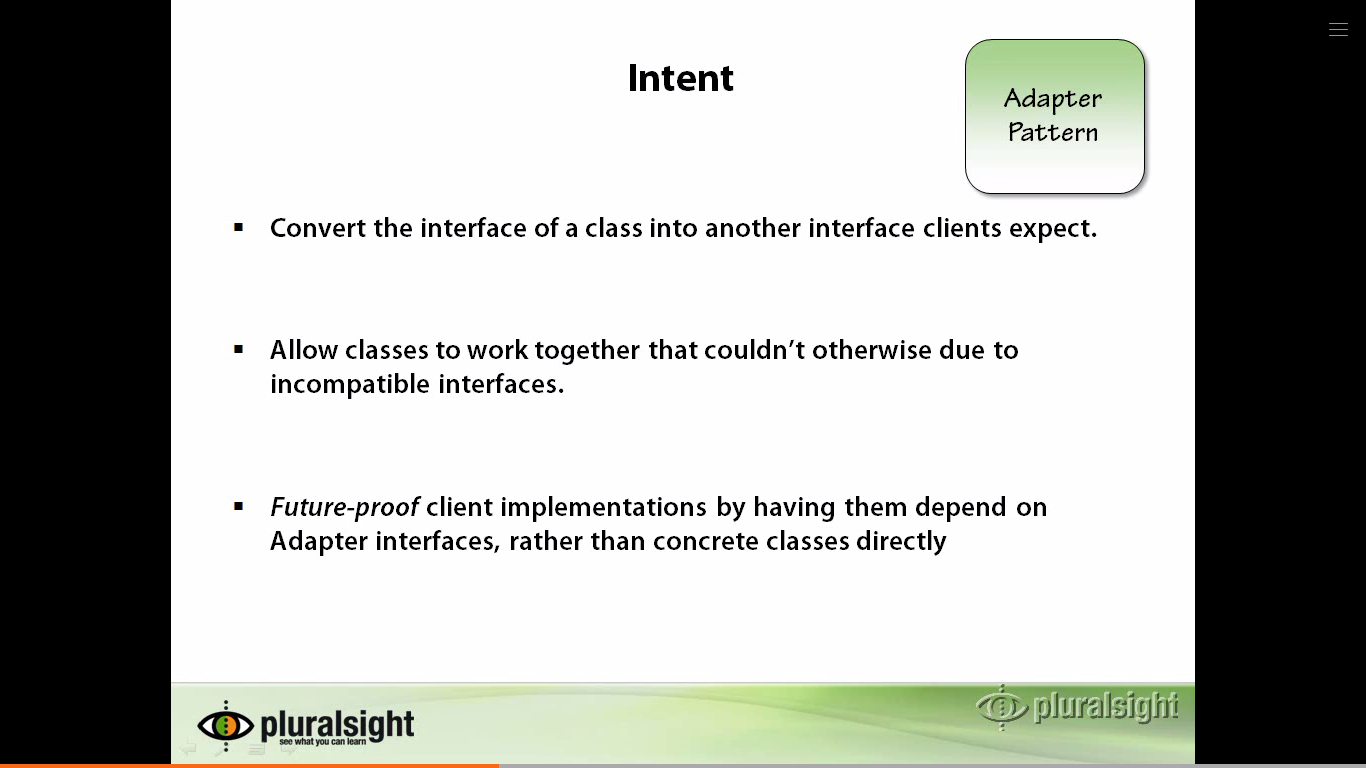 Intent
Adapter
Pattern
▪ Convert the interface of a class into another interface clients expect.
▪ Allow classes to work together that couldn’t otherwise due to
incompatible interfaces.
▪ Future-proof client implementations by having them depend on
Adapter interfaces, rather than concrete classes directly
pluralsight
see what you can learn
pluralsight